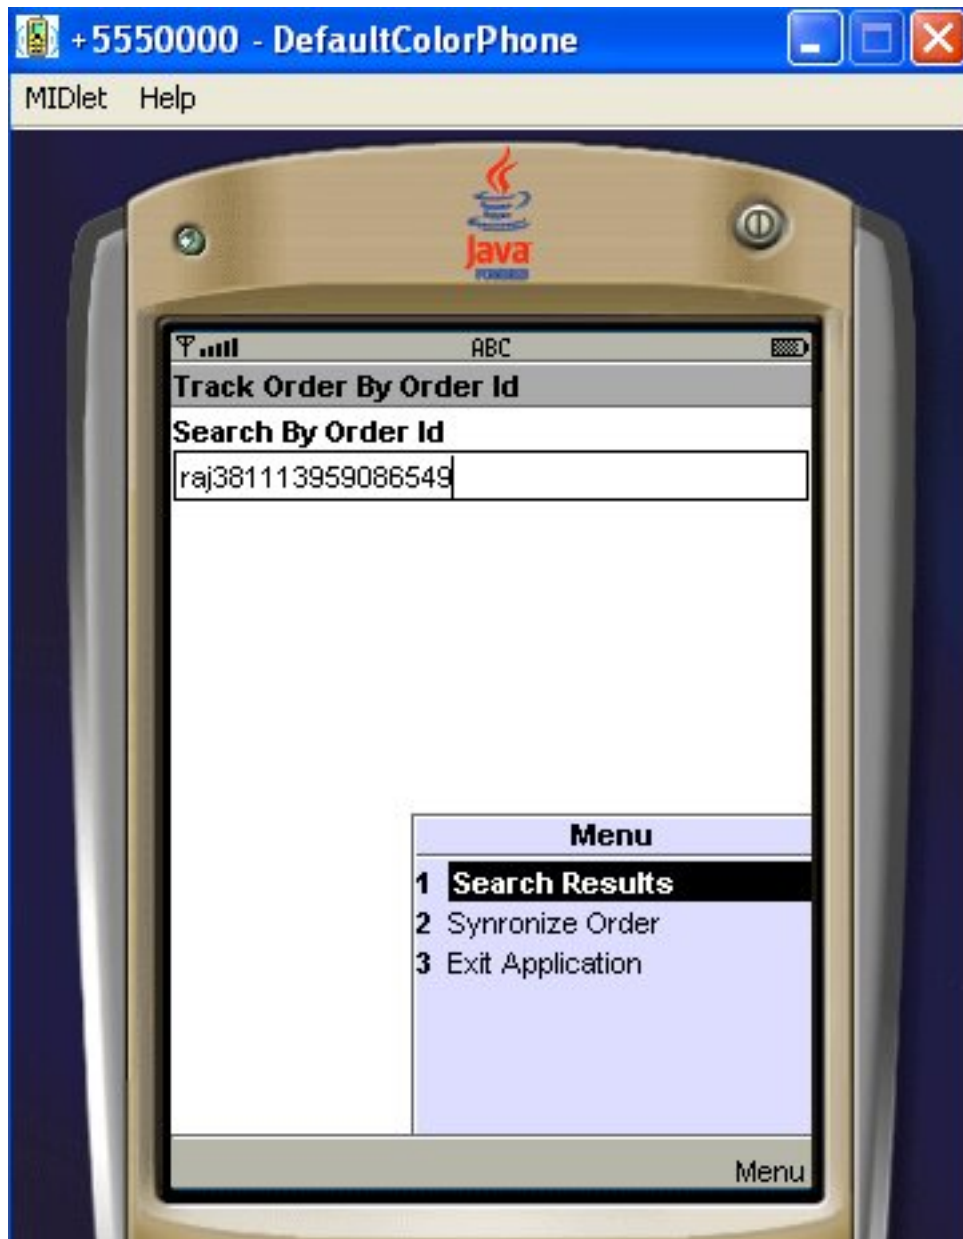 +5550000 - DefaultColorPhone
MIDlet Help
Java
POWERED
ABC
Track Order By Order Id
Search By Order Id
raj381113959086549
Menu
1 Search Results
2 Synronize Order
3 Exit Application
Menu